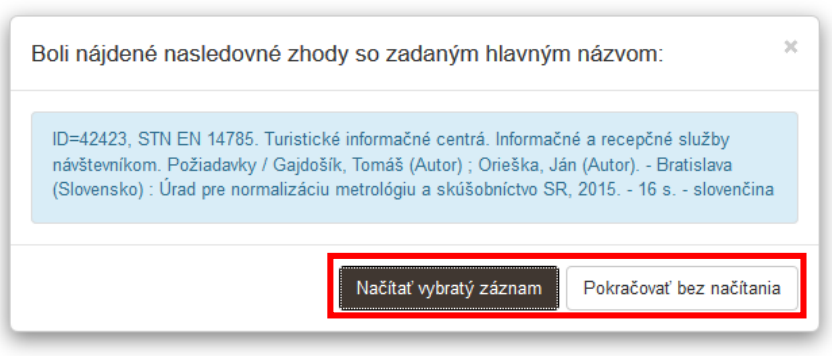 Boli nájdené nasledovné zhody so zadaným hlavným názvom:
×
ID=42423, STN EN 14785. Turistické informačné centrá. Informačné a recepčné služby
návštevníkom. Požiadavky / Gajdošík, Tomáš (Autor) ; Orieška, Ján (Autor). - Bratislava
(Slovensko) : Úrad pre normalizáciu metrológiu a skúšobníctvo SR, 2015. - 16 s. - slovenčina
Načítať vybratý záznam
Pokračovať bez načítania